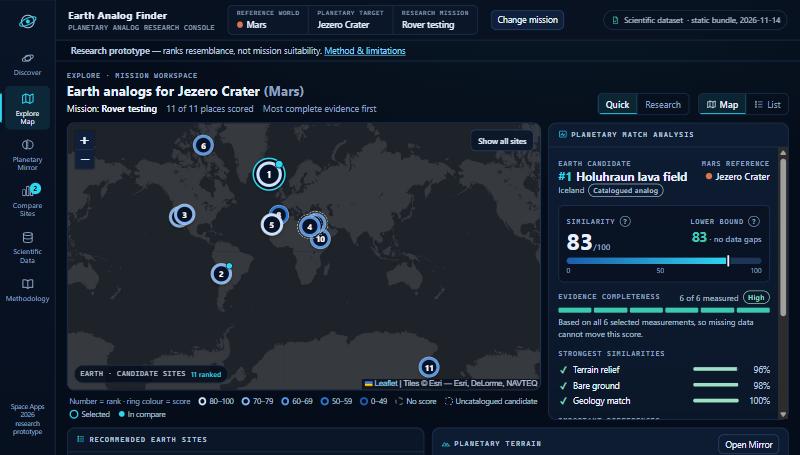 Earth Analog Finder
PLANETARY ANALOG RESEARCH CONSOLE
REFERENCE WORLD
Mars
PLANETARY TARGET
Jezero Crater
RESEARCH MISSION
Rover testing
Change mission
Scientific dataset · static bundle, 2026-11-14
Research prototype — ranks resemblance, not mission suitability. Method & limitations
Discover
Explore
Map
Planetary
Mirror
2
Compare
Sites
Scientific
Data
Methodology
Space Apps
2026
research
prototype
EXPLORE · MISSION WORKSPACE
Earth analogs for Jezero Crater (Mars)
Mission: Rover testing 11 of 11 places scored Most complete evidence first
Quick
Research
Map
List
+
−
Show all sites
6
1
3
5
4
10
2
11
EARTH · CANDIDATE SITES 11 ranked
Leaflet | Tiles © Esri — Esri, DeLorme, NAVTEQ
Number = rank · ring colour = score 80–100 70–79 60–69 50–59 0–49 No score Uncatalogued candidate
Selected In compare
PLANETARY MATCH ANALYSIS
EARTH CANDIDATE
#1 Holuhraun lava field
Iceland Catalogued analog
MARS REFERENCE
Jezero Crater
SIMILARITY ?
83/100
LOWER BOUND ?
83 · no data gaps
0 50 100
EVIDENCE COMPLETENESS 6 of 6 measured High
Based on all 6 selected measurements, so missing data
cannot move this score.
STRONGEST SIMILARITIES
Terrain relief 96%
Bare ground 98%
Geology match 100%
RECOMMENDED EARTH SITES
PLANETARY TERRAIN
Open Mirror